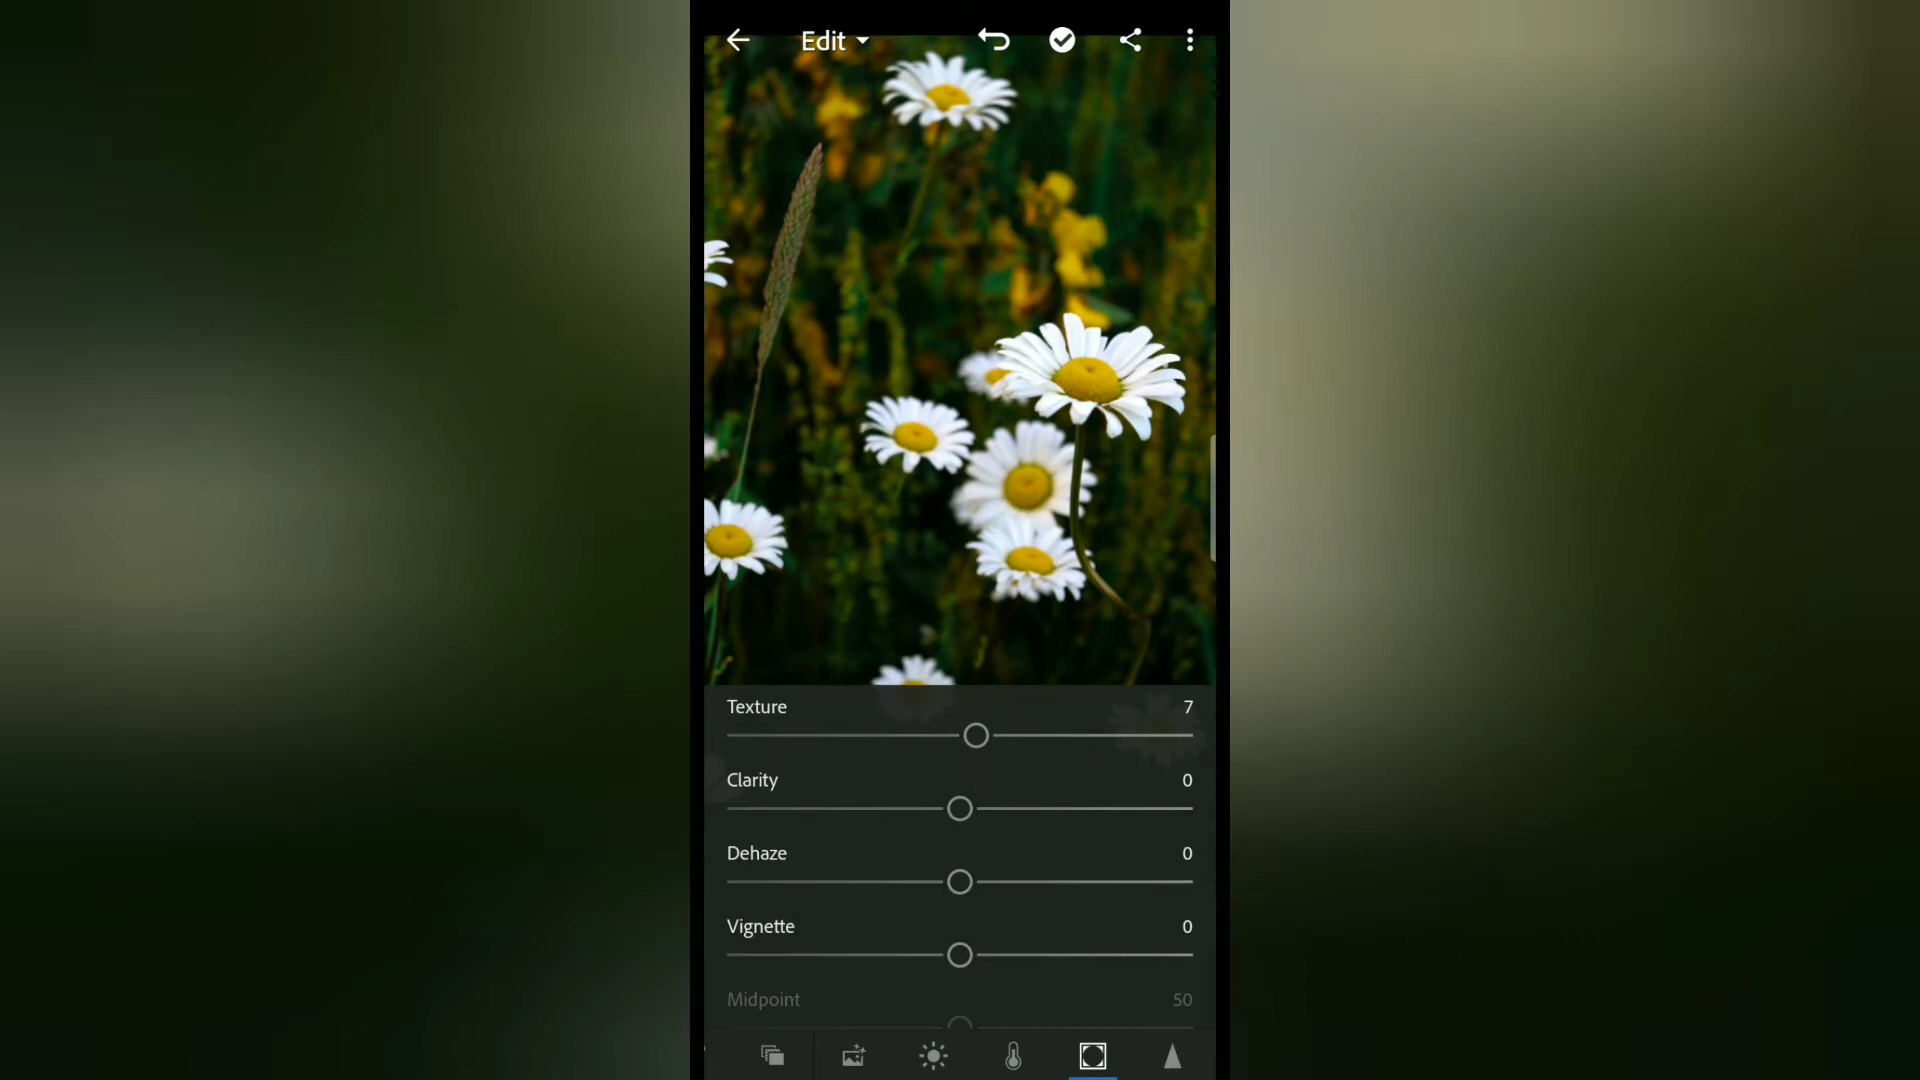 Edit
Texture 7
Clarity 0
Dehaze 0
Vignette 0
Midpoint 50